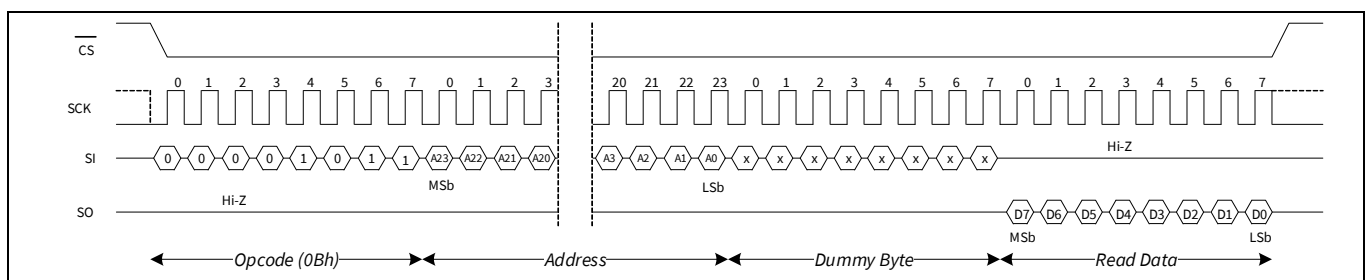 CS
0 1 2 3 4 5 6 7 0 1 2 3 20 21 22 23 0 1 2 3 4 5 6 7 0 1 2 3 4 5 6 7
SCK
Hi-Z
SI 0 0 0 0 1 0 1 1 A23 A22 A21 A20 A3 A2 A1 A0 x x x x x x x x
MSb LSb
Hi-Z
SO D7 D6 D5 D4 D3 D2 D1 D0
MSb LSb
Opcode (0Bh) Address Dummy Byte Read Data